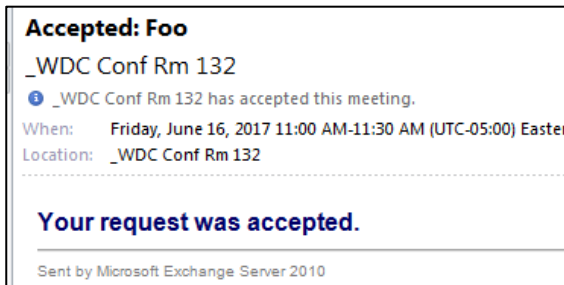 Accepted: Foo
_WDC Conf Rm 132
_WDC Conf Rm 132 has accepted this meeting.
When: Friday, June 16, 2017 11:00 AM-11:30 AM (UTC-05:00) Easter
Location: _WDC Conf Rm 132
Your request was accepted.
Sent by Microsoft Exchange Server 2010